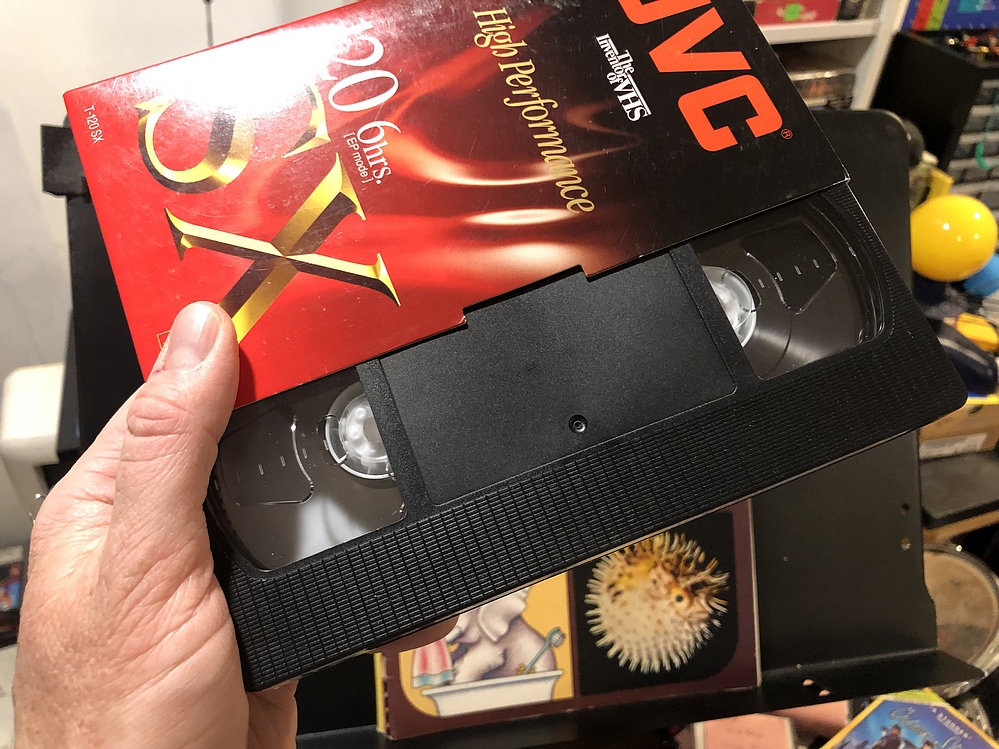 JVC
®
The
Inventor
of VHS
High Performance
120 6hrs.
[EP mode]
SX
T-120 SX